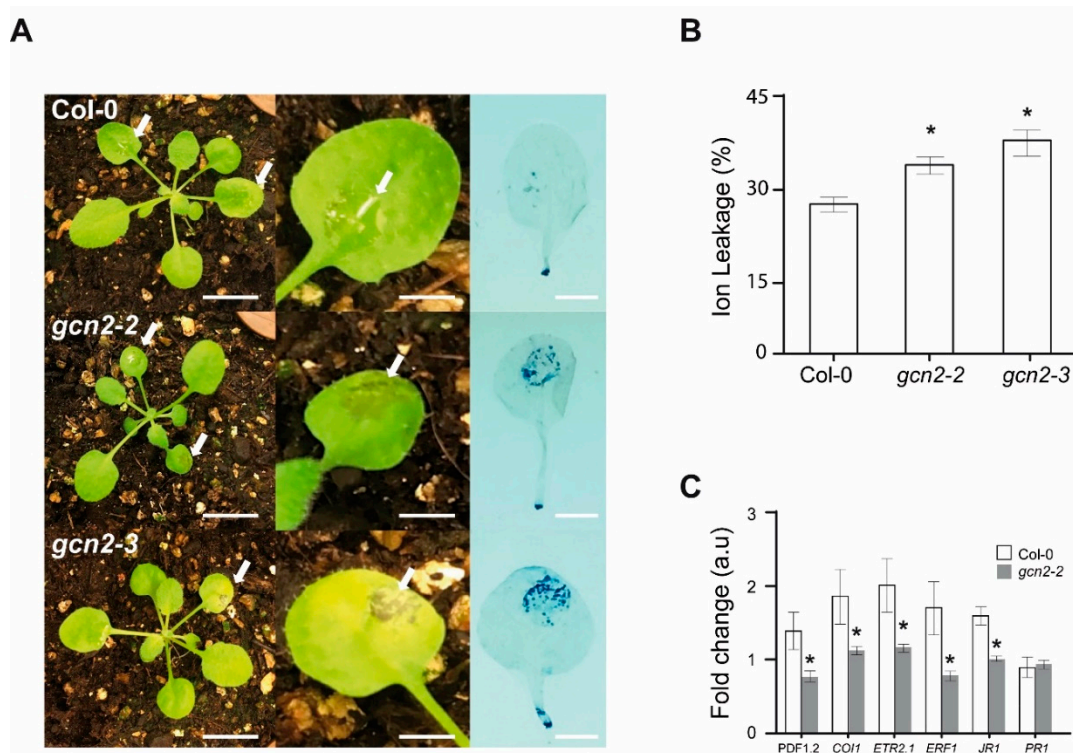 A
Col-0
gcn2-2
gcn2-3
B
Ion Leakage (%)
45
30
15
0
Col-0 gcn2-2 gcn2-3
C
Fold change (a.u)
3
2
1
0
Col-0
gcn2-2
* * * * *
PDF1.2 COI1 ETR2.1 ERF1 JR1 PR1